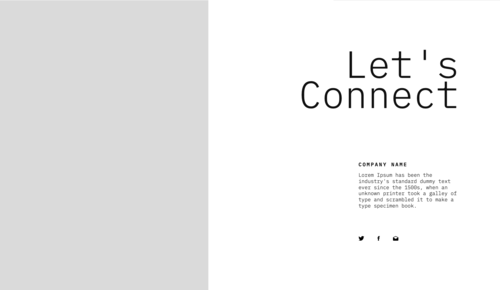 Let's
Connect
COMPANY NAME
Lorem Ipsum has been the
industry's standard dummy text
ever since the 1500s, when an
unknown printer took a galley of
type and scrambled it to make a
type specimen book.